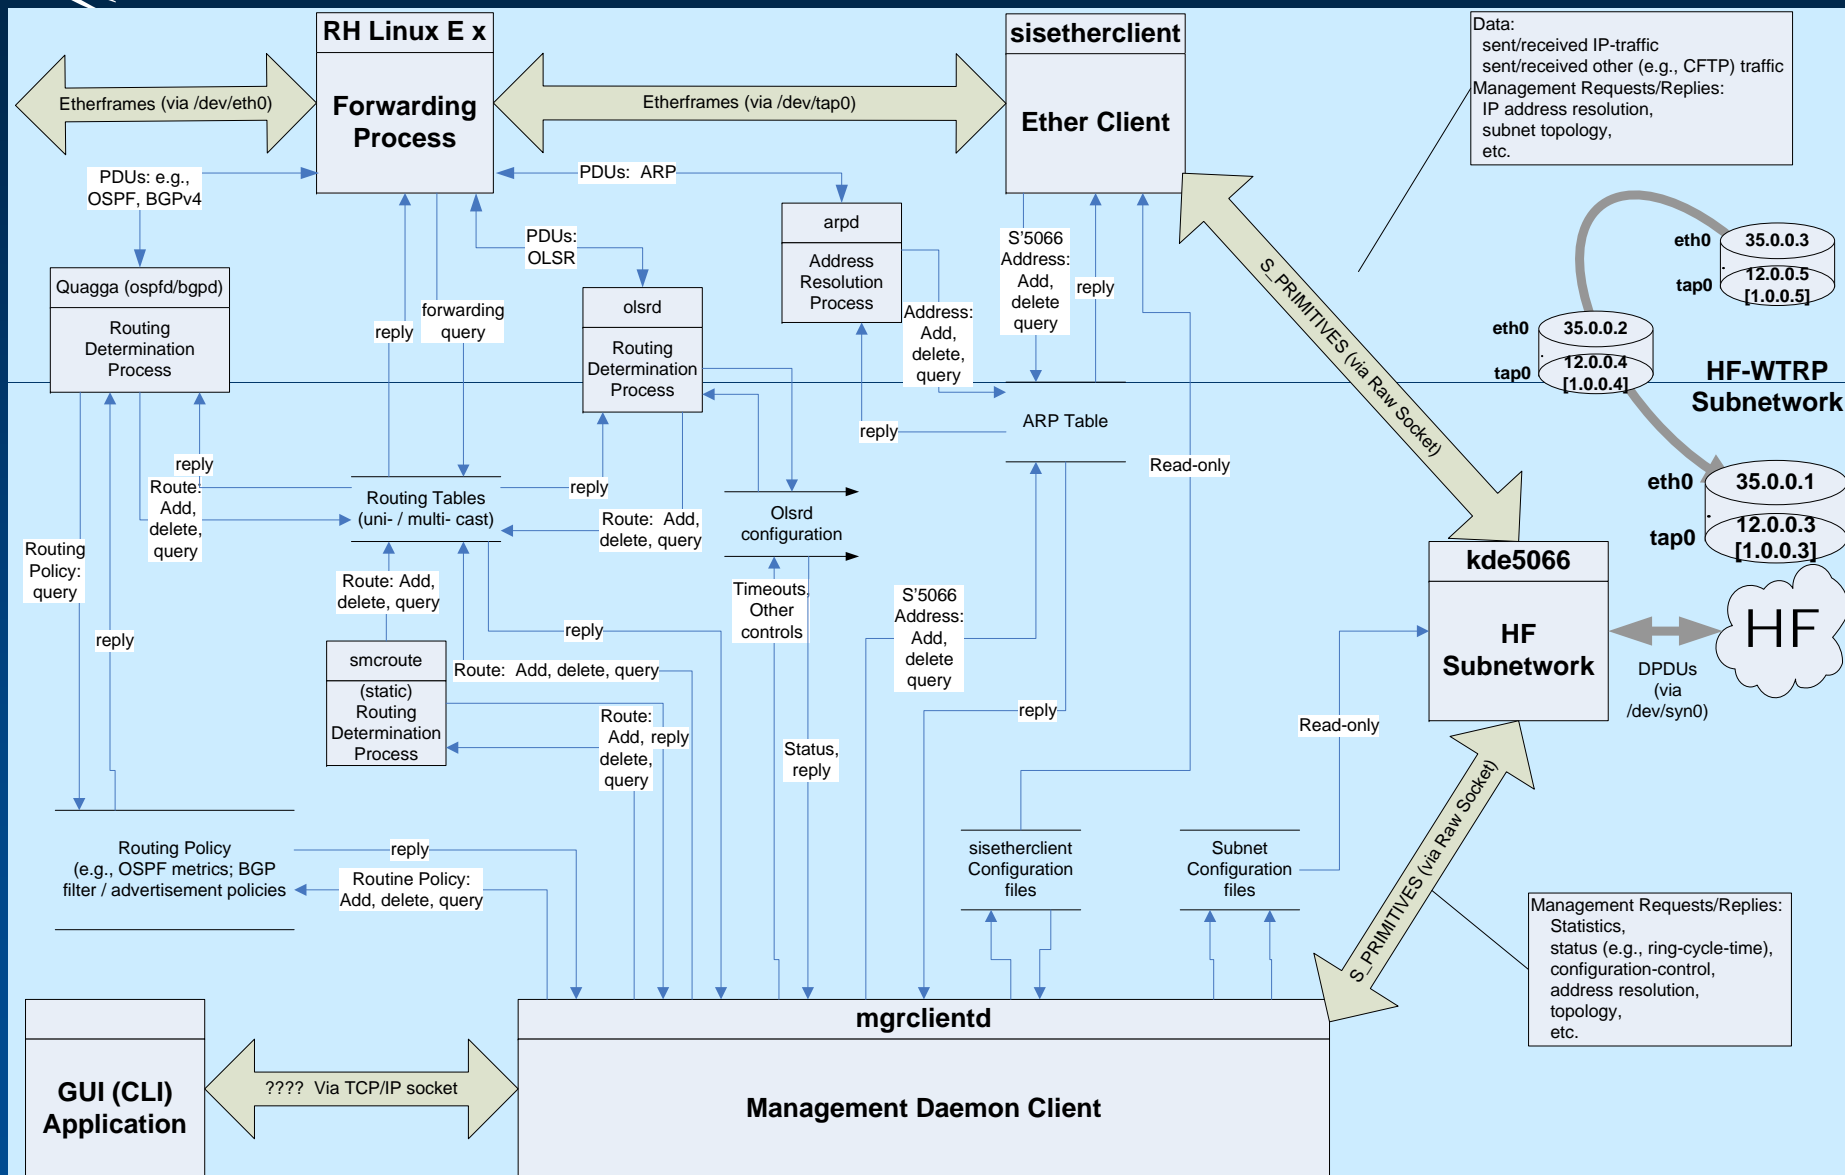 RH Linux E x
Forwarding
Process
Etherframes (via /dev/eth0)
Etherframes (via /dev/tap0)
sisetherclient
Ether Client
Data:
sent/received IP-traffic
sent/received other (e.g., CFTP) traffic
Management Requests/Replies:
IP address resolution,
subnet topology,
etc.
PDUs: e.g.,
OSPF, BGPv4
PDUs: ARP
PDUs:
OLSR
arpd
Address
Resolution
Process
S'5066
Address:
Add,
delete
query
reply
S_PRIMITIVES (via Raw Socket)
eth0
35.0.0.3
tap0
12.0.0.5
[1.0.0.5]
eth0
35.0.0.2
tap0
12.0.0.4
[1.0.0.4]
HF-WTRP
Subnetwork
eth0
35.0.0.1
tap0
12.0.0.3
[1.0.0.3]
Quagga (ospfd/bgpd)
Routing
Determination
Process
reply
forwarding
query
olsrd
Routing
Determination
Process
Address:
Add,
delete,
query
reply
ARP Table
Read-only
reply
Route:
Add,
delete,
query
Routing Tables
(uni- / multi- cast)
reply
Route: Add,
delete, query
Olsrd
configuration
Routing
Policy:
query
reply
Route: Add,
delete, query
reply
Timeouts,
Other
controls
S'5066
Address:
Add,
delete
query
smcroute
(static)
Routing
Determination
Process
Route: Add, delete, query
Route:
Add,
delete,
query
reply
Status,
reply
reply
kde5066
HF
Subnetwork
HF
DPDUs
(via
/dev/syn0)
Read-only
S_PRIMITIVES (via Raw Socket)
Routing Policy
(e.g., OSPF metrics; BGP
filter / advertisement policies
reply
Routine Policy:
Add, delete, query
sisetherclient
Configuration
files
Subnet
Configuration
files
Management Requests/Replies:
Statistics,
status (e.g., ring-cycle-time),
configuration-control,
address resolution,
topology,
etc.
GUI (CLI)
Application
???? Via TCP/IP socket
mgrclientd
Management Daemon Client